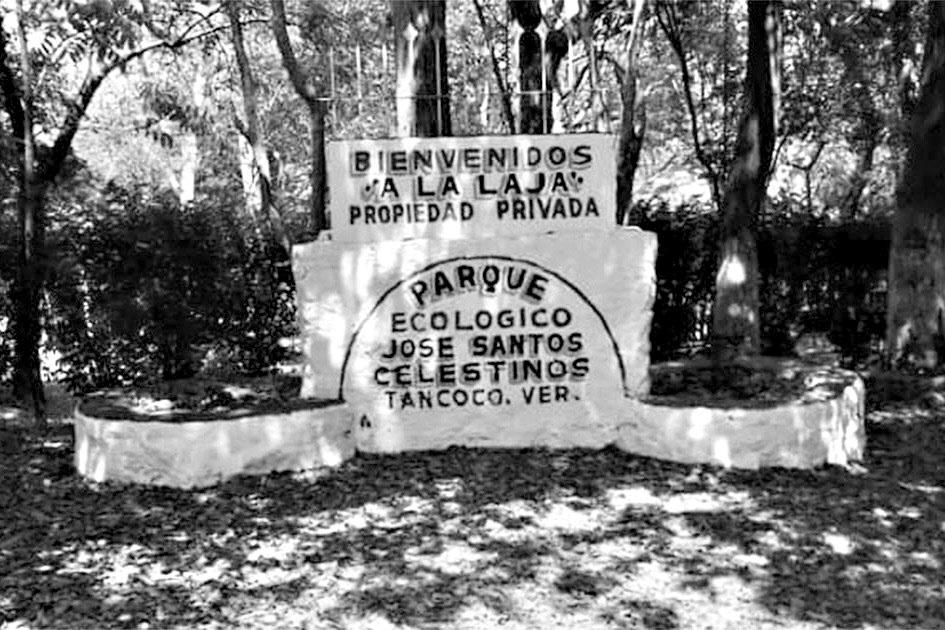 BIENVENIDOS
"A LA LAJA"
PROPIEDAD PRIVADA
PARQUE
ECOLOGICO
JOSE SANTOS
CELESTINOS
TANCOCO, VER.